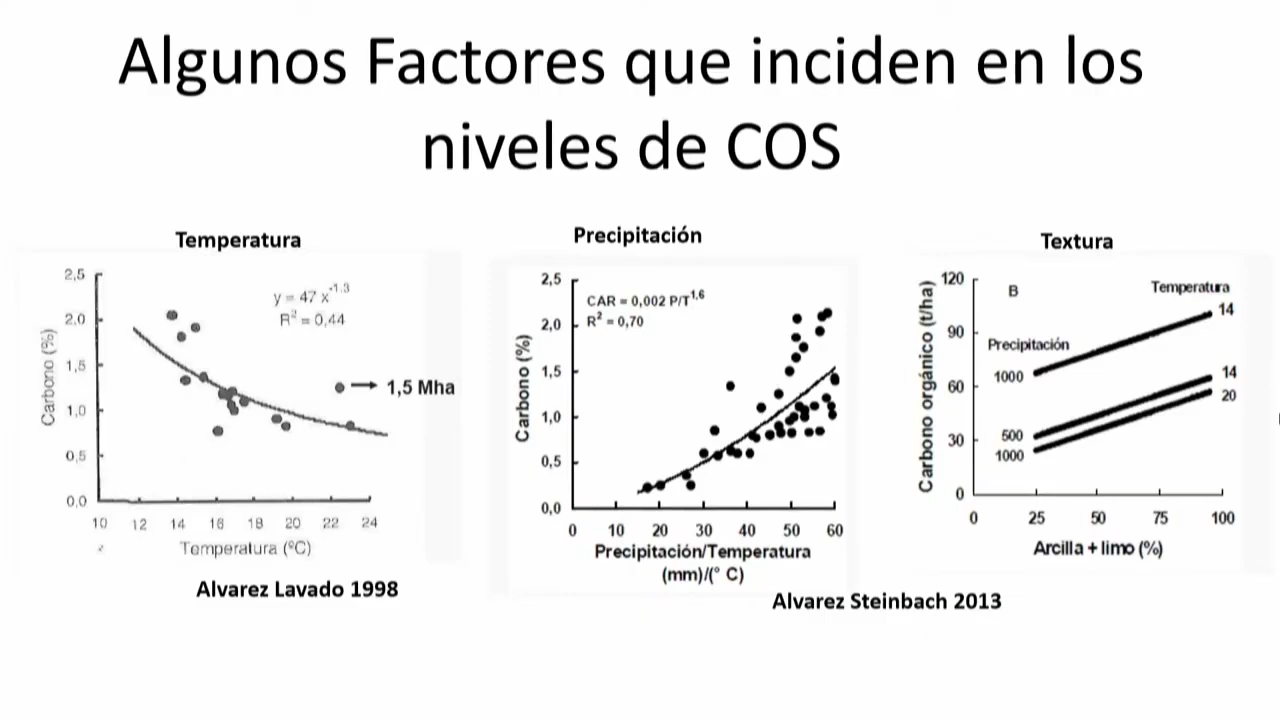 Algunos Factores que inciden en los
niveles de COS
Temperatura
2,5
2,0
1,5
1,0
0,5
0,0
Carbono (%)
y = 47 x^-1.3
R² = 0,44
1,5 Mha
10 12 14 16 18 20 22 24
Temperatura (ºC)
Alvarez Lavado 1998
Precipitación
2,5
2,0
1,5
1,0
0,5
0,0
Carbono (%)
CAR = 0,002 P/T^1,6
R² = 0,70
0 10 20 30 40 50 60
Precipitación/Temperatura
(mm)/(° C)
Alvarez Steinbach 2013
Textura
120
90
60
30
0
Carbono orgánico (t/ha)
B
Temperatura
14
Precipitación
1000
14
20
500
1000
0 25 50 75 100
Arcilla + limo (%)